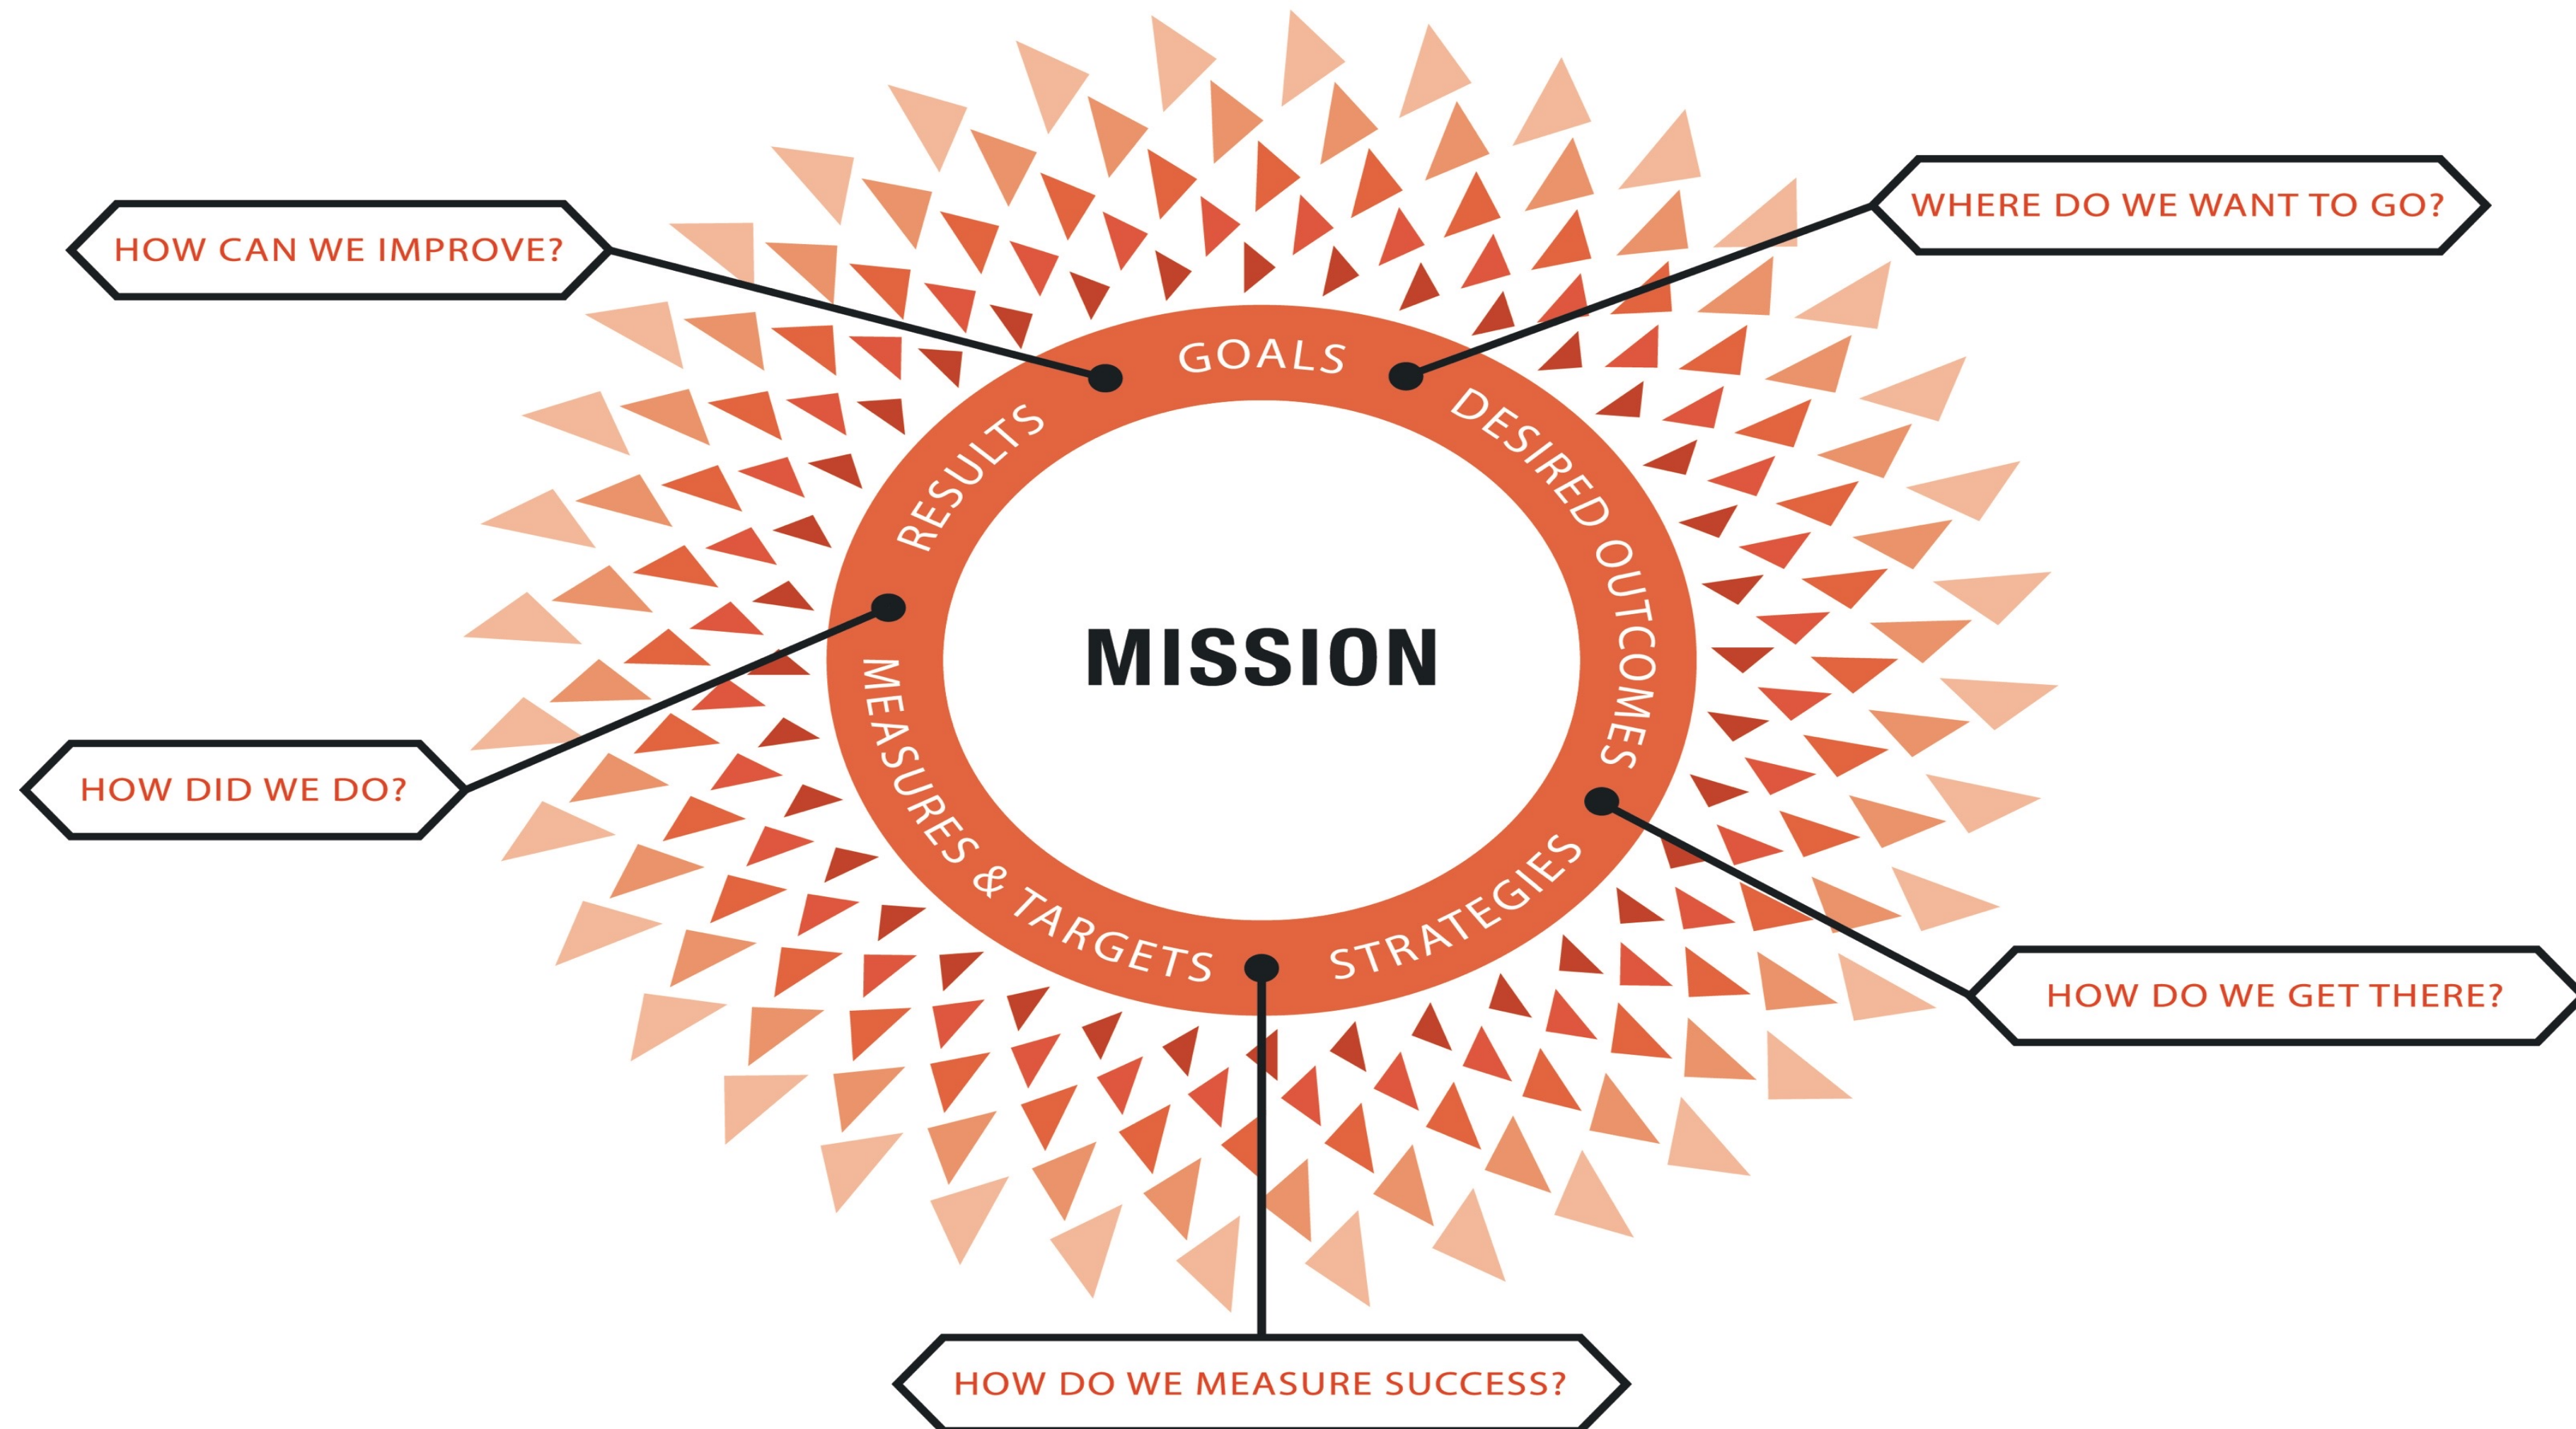 HOW CAN WE IMPROVE?
WHERE DO WE WANT TO GO?
GOALS
DESIRED OUTCOMES
RESULTS
MISSION
MEASURES & TARGETS
STRATEGIES
HOW DID WE DO?
HOW DO WE GET THERE?
HOW DO WE MEASURE SUCCESS?